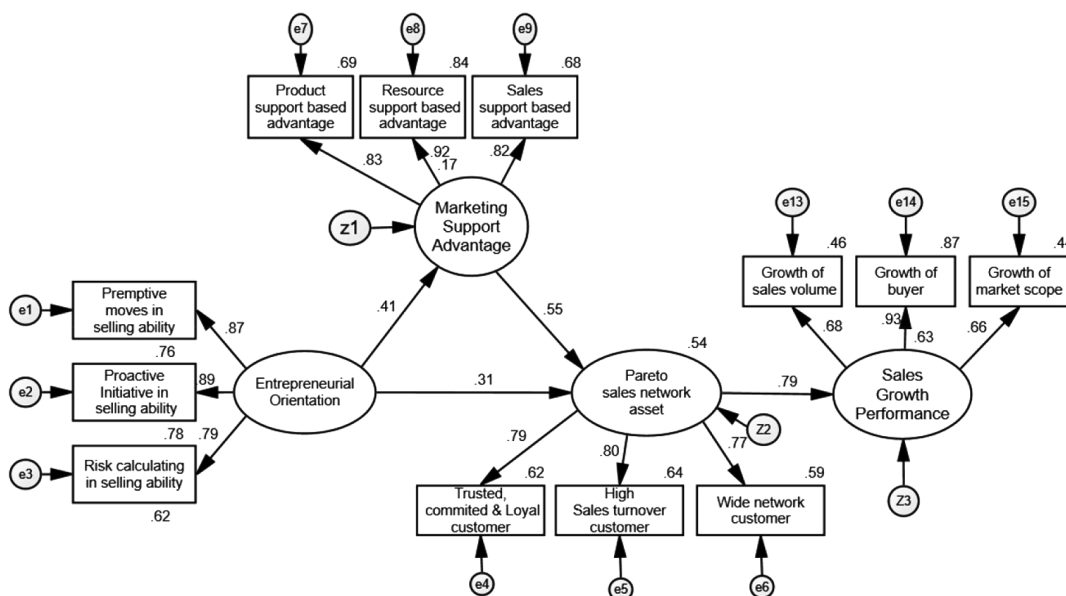 e7
e8
e9
.69
.84
.68
Product
support based
advantage
Resource
support based
advantage
Sales
support based
advantage
.83
.92
.17
.82
Marketing
Support
Advantage
z1
e13
e14
e15
.46
.87
.44
Growth of
sales volume
Growth of
buyer
Growth of
market scope
.68
.93
.63
.66
Sales
Growth
Performance
Z3
e1
Premptive
moves in
selling ability
.87
.76
e2
Proactive
Initiative in
selling ability
.89
.78
.79
e3
Risk calculating
in selling ability
.62
Entrepreneurial
Orientation
.41
.31
.55
.54
Pareto
sales network
asset
.79
Z2
.79
.80
.77
.62
.64
.59
Trusted,
commited & Loyal
customer
High
Sales turnover
customer
Wide network
customer
e4
e5
e6